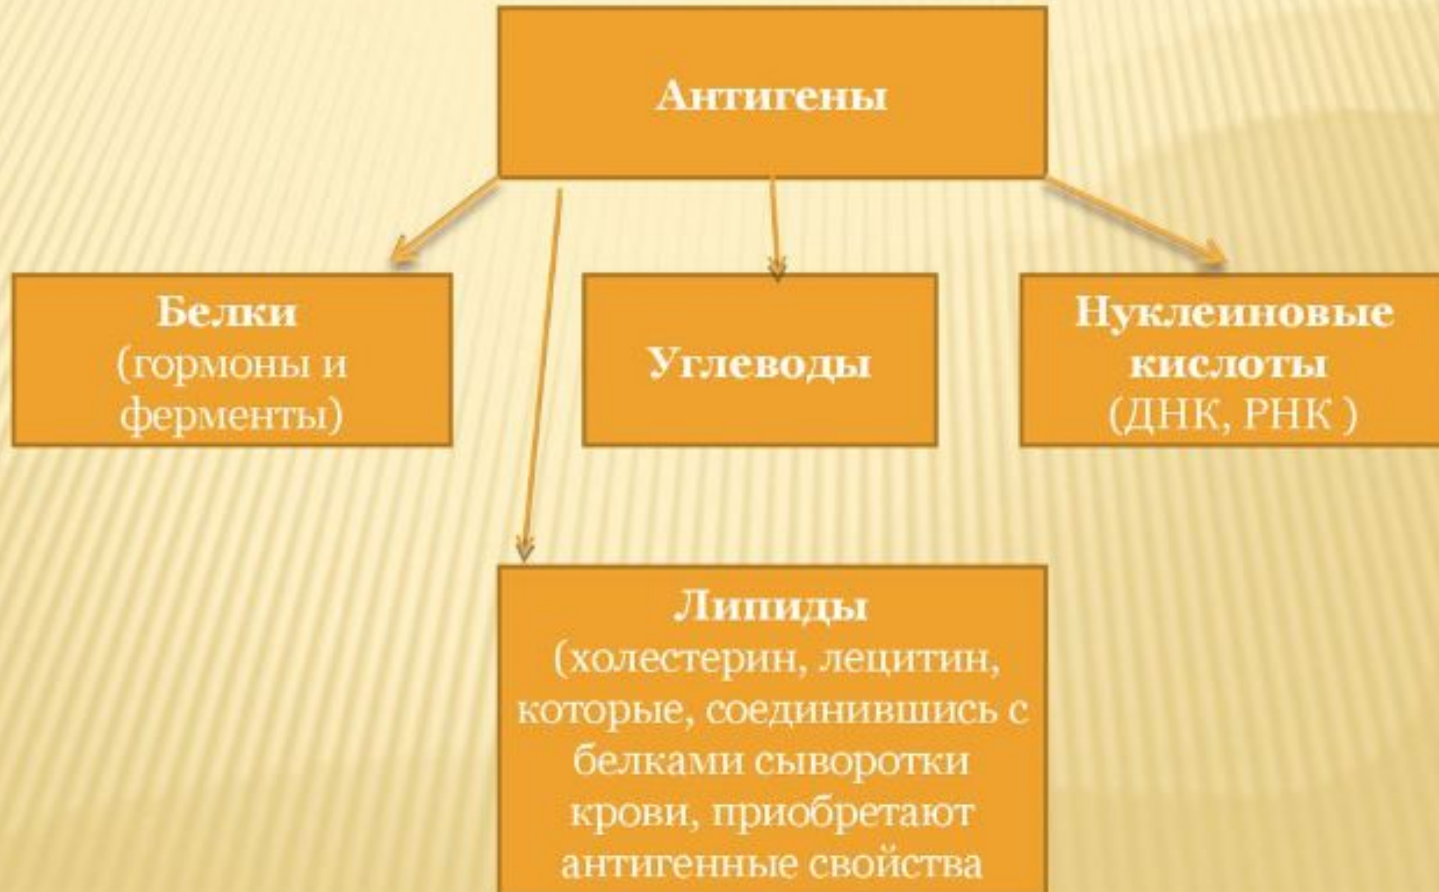 Антигены
Белки
(гормоны и
ферменты)
Углеводы
Нуклеиновые
кислоты
(ДНК, РНК )
Липиды
(холестерин, лецитин,
которые, соединившись с
белками сыворотки
крови, приобретают
антигенные свойства